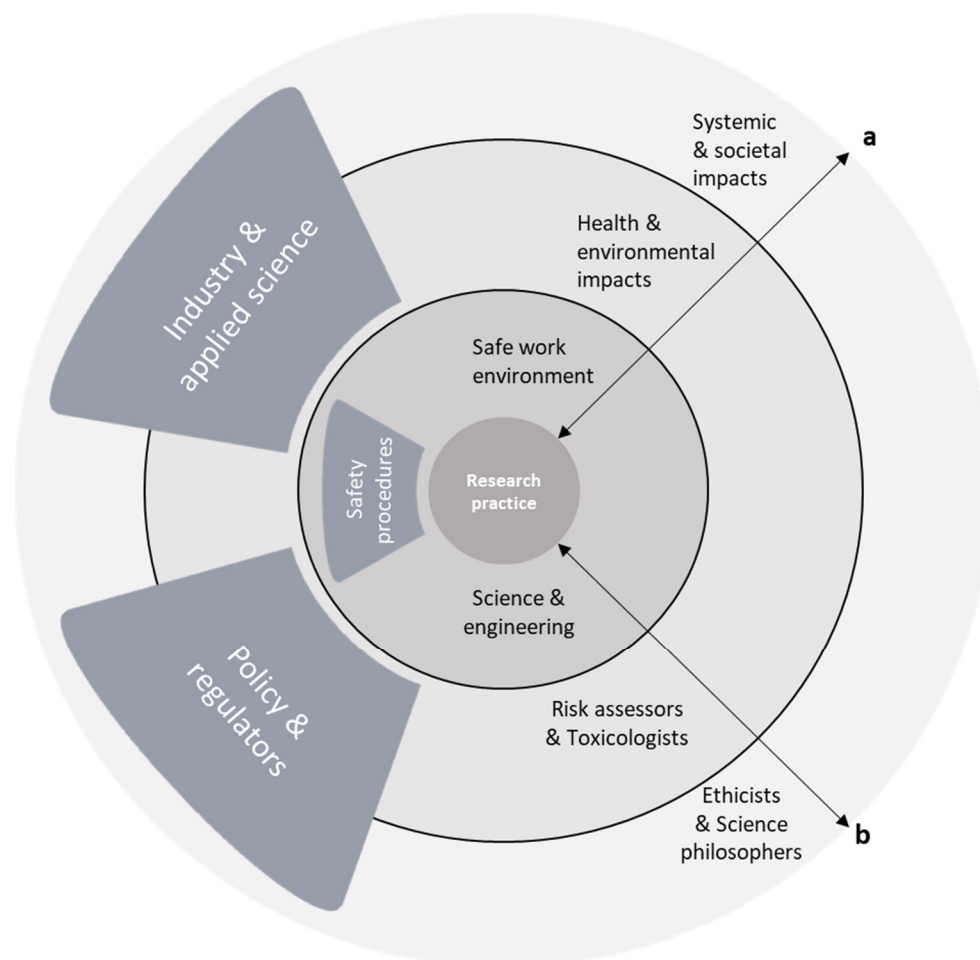 Systemic
& societal
impacts
a
Health &
environmental
impacts
Industry &
applied science
Safe work
environment
Safety
procedures
Research
practice
Science &
engineering
Policy &
regulators
Risk assessors
& Toxicologists
Ethicists
& Science
philosophers
b